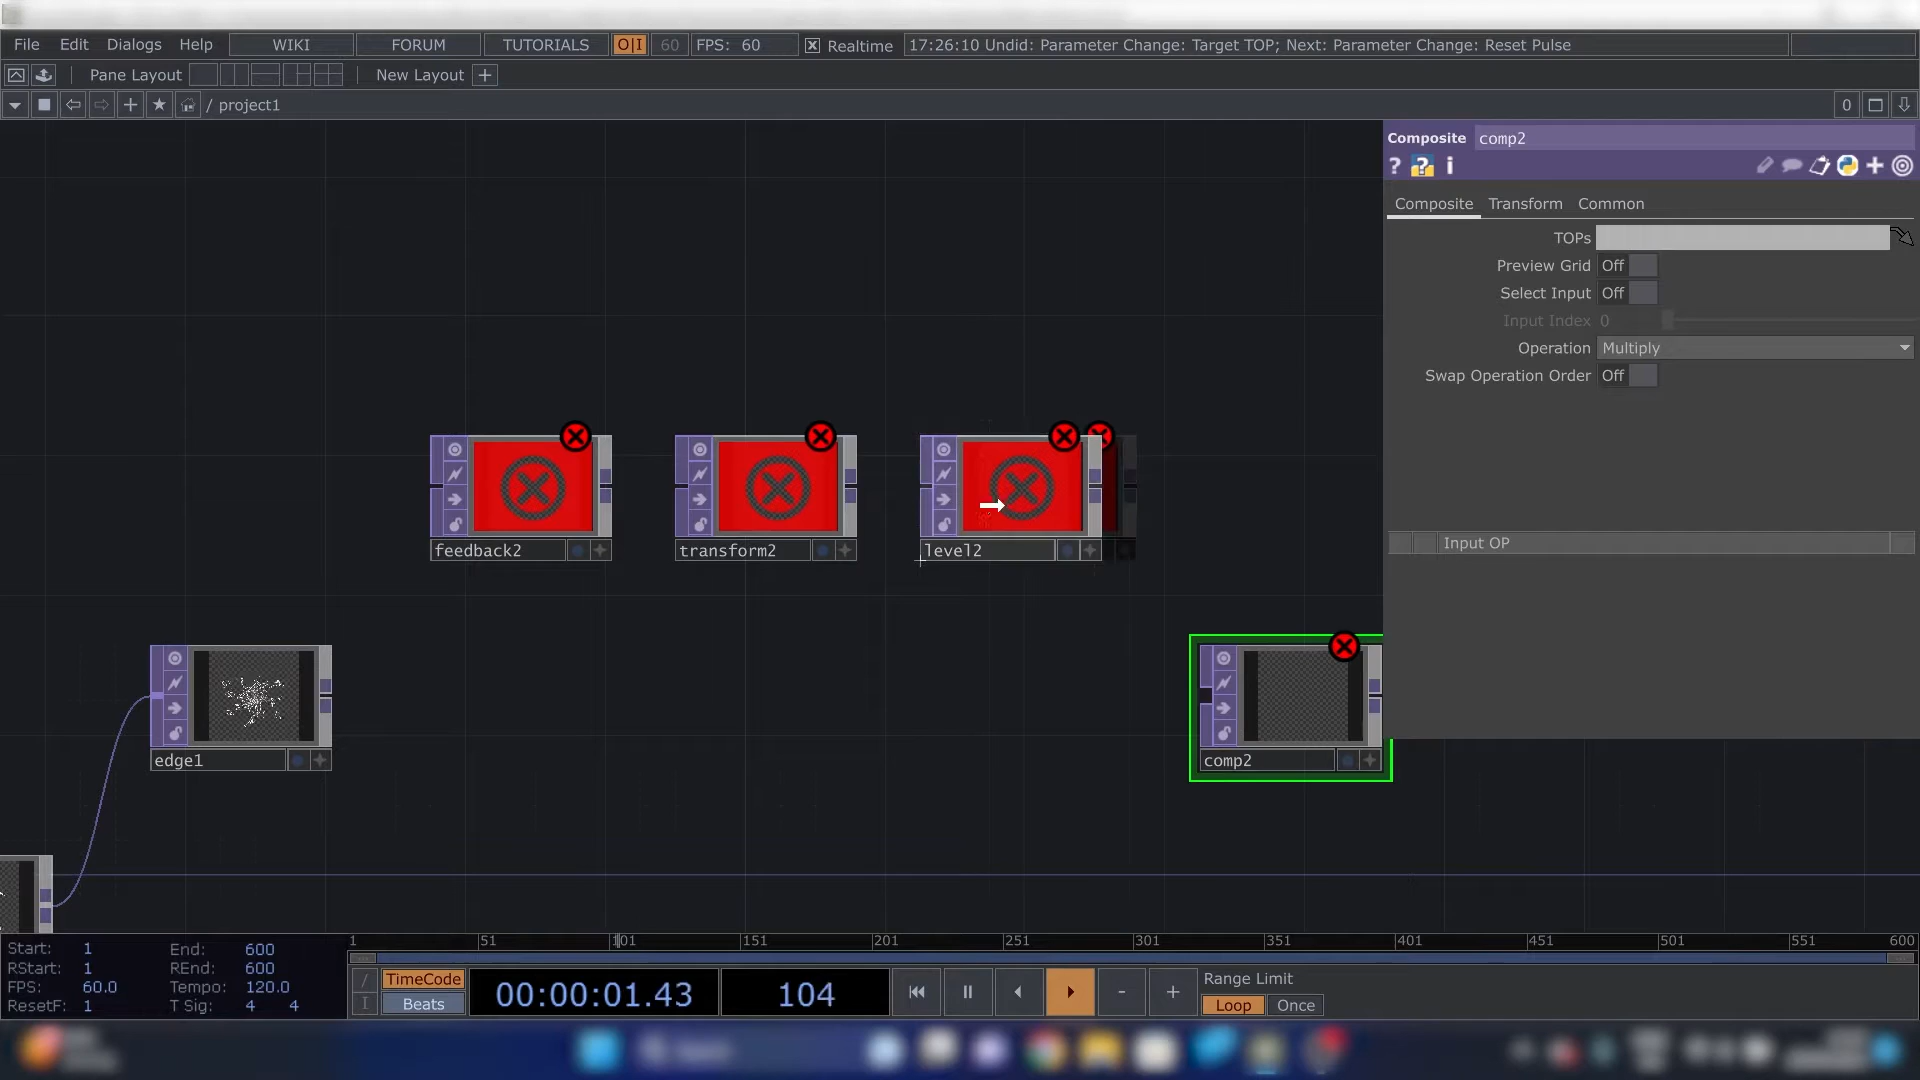 File Edit Dialogs Help WIKI FORUM TUTORIALS O|I 60 FPS: 60 Realtime 17:26:10 Undid: Parameter Change: Target TOP; Next: Parameter Change: Reset Pulse
Pane Layout New Layout +
/ project1 0
Composite comp2
? ? i
Composite Transform Common
TOPs
Preview Grid Off
Select Input Off
Input Index 0
Operation Multiply
Swap Operation Order Off
Input OP
feedback2 transform2 level2
edge1 comp2
1 51 101 151 201 251 301 351 401 451 501 551 600
Start: 1 End: 600
RStart: 1 REnd: 600
FPS: 60.0 Tempo: 120.0
ResetF: 1 T Sig: 4 4
TimeCode
Beats
00:00:01.43 104
- +
Range Limit
Loop Once